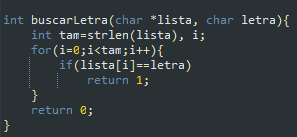 int buscarLetra(char *lista, char letra){
    int tam=strlen(lista), i;
    for(i=0;i<tam;i++){
        if(lista[i]==letra)
            return 1;
    }
    return 0;
}